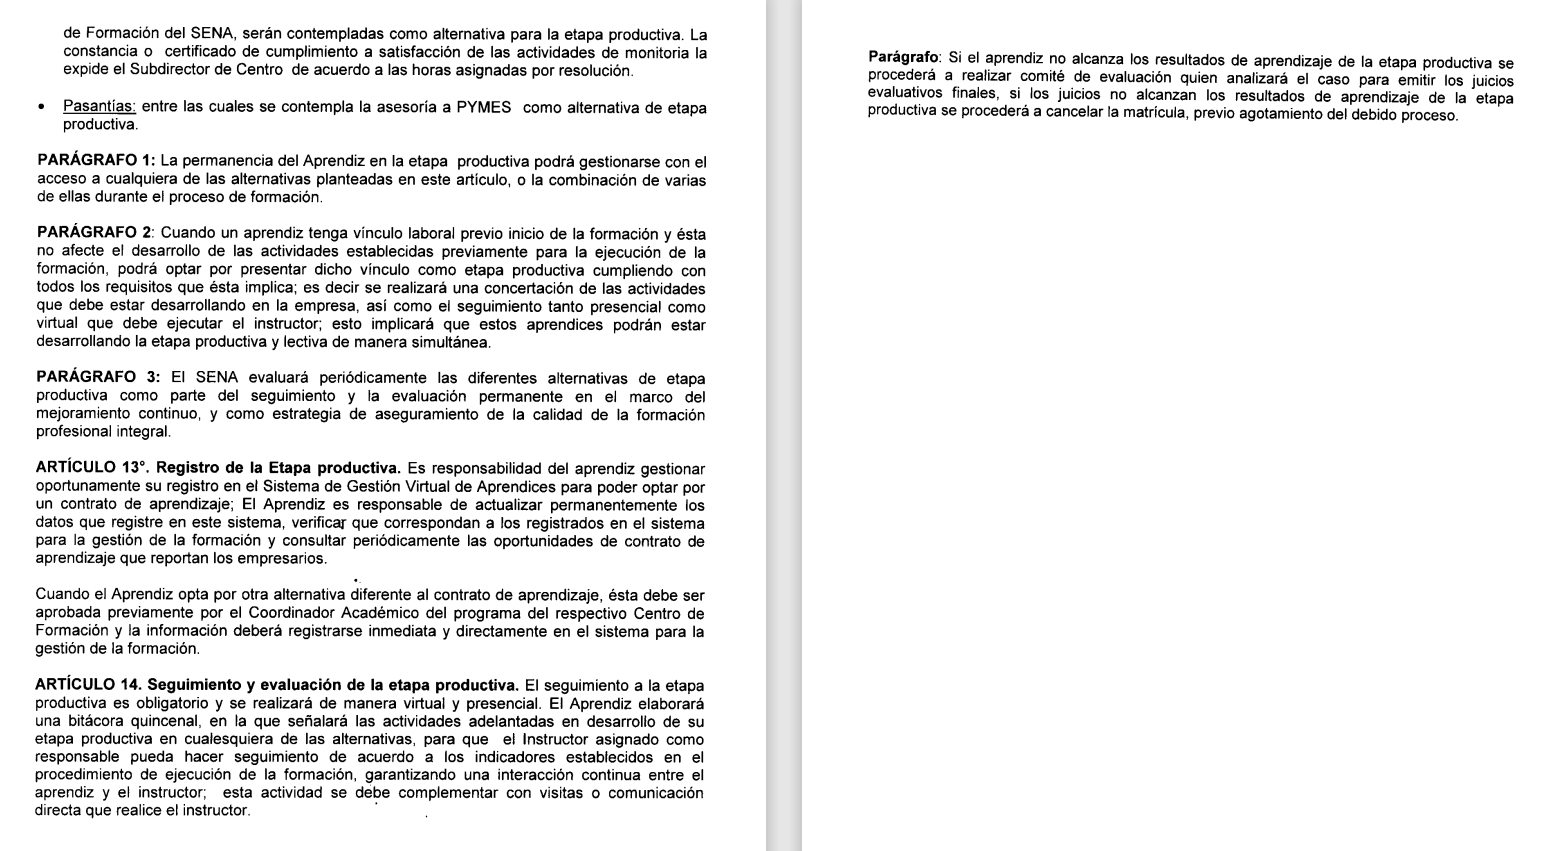 de Formación del SENA, serán contempladas como alternativa para la etapa productiva. La
constancia o certificado de cumplimiento a satisfacción de las actividades de monitoria la
expide el Subdirector de Centro de acuerdo a las horas asignadas por resolución.
• Pasantías: entre las cuales se contempla la asesoría a PYMES como alternativa de etapa
productiva.
PARÁGRAFO 1: La permanencia del Aprendiz en la etapa productiva podrá gestionarse con el
acceso a cualquiera de las alternativas planteadas en este artículo, o la combinación de varias
de ellas durante el proceso de formación.
PARÁGRAFO 2: Cuando un aprendiz tenga vínculo laboral previo inicio de la formación y ésta
no afecte el desarrollo de las actividades establecidas previamente para la ejecución de la
formación, podrá optar por presentar dicho vínculo como etapa productiva cumpliendo con
todos los requisitos que ésta implica; es decir se realizará una concertación de las actividades
que debe estar desarrollando en la empresa, así como el seguimiento tanto presencial como
virtual que debe ejecutar el instructor; esto implicará que estos aprendices podrán estar
desarrollando la etapa productiva y lectiva de manera simultánea.
PARÁGRAFO 3: El SENA evaluará periódicamente las diferentes alternativas de etapa
productiva como parte del seguimiento y la evaluación permanente en el marco del
mejoramiento continuo, y como estrategia de aseguramiento de la calidad de la formación
profesional integral.
ARTÍCULO 13°. Registro de la Etapa productiva. Es responsabilidad del aprendiz gestionar
oportunamente su registro en el Sistema de Gestión Virtual de Aprendices para poder optar por
un contrato de aprendizaje; El Aprendiz es responsable de actualizar permanentemente los
datos que registre en este sistema, verificar que correspondan a los registrados en el sistema
para la gestión de la formación y consultar periódicamente las oportunidades de contrato de
aprendizaje que reportan los empresarios.
Cuando el Aprendiz opta por otra alternativa diferente al contrato de aprendizaje, ésta debe ser
aprobada previamente por el Coordinador Académico del programa del respectivo Centro de
Formación y la información deberá registrarse inmediata y directamente en el sistema para la
gestión de la formación.
ARTÍCULO 14. Seguimiento y evaluación de la etapa productiva. El seguimiento a la etapa
productiva es obligatorio y se realizará de manera virtual y presencial. El Aprendiz elaborará
una bitácora quincenal, en la que señalará las actividades adelantadas en desarrollo de su
etapa productiva en cualesquiera de las alternativas, para que el Instructor asignado como
responsable pueda hacer seguimiento de acuerdo a los indicadores establecidos en el
procedimiento de ejecución de la formación, garantizando una interacción continua entre el
aprendiz y el instructor; esta actividad se debe complementar con visitas o comunicación
directa que realice el instructor.
Parágrafo: Si el aprendiz no alcanza los resultados de aprendizaje de la etapa productiva se
procederá a realizar comité de evaluación quien analizará el caso para emitir los juicios
evaluativos finales, si los juicios no alcanzan los resultados de aprendizaje de la etapa
productiva se procederá a cancelar la matrícula, previo agotamiento del debido proceso.